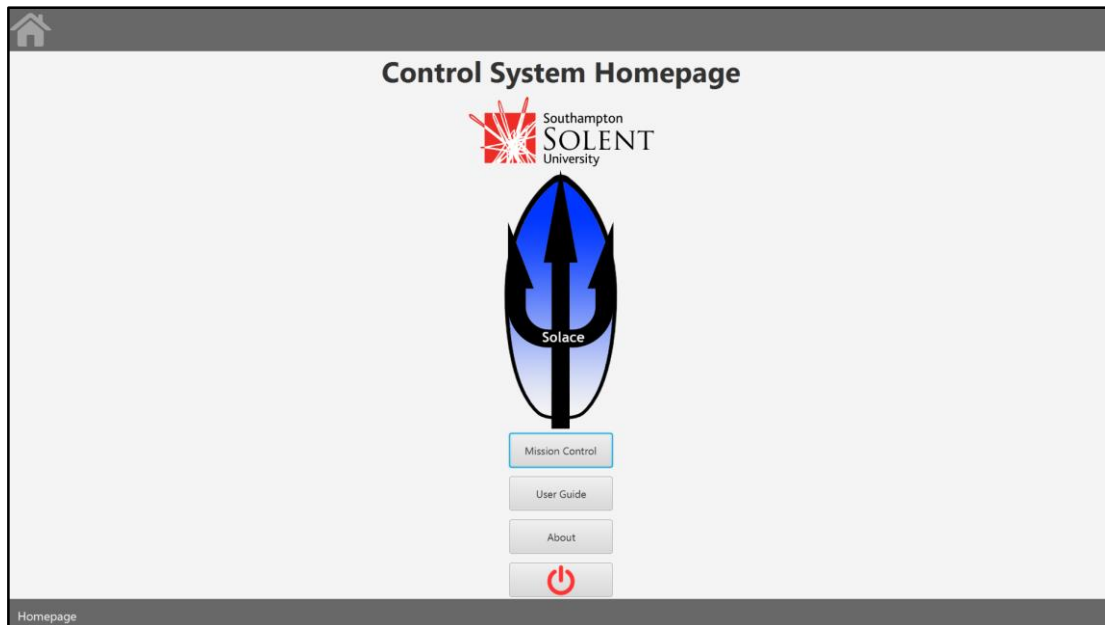 Control System Homepage
Southampton
SOLENT
University
Solace
Mission Control
User Guide
About
Homepage